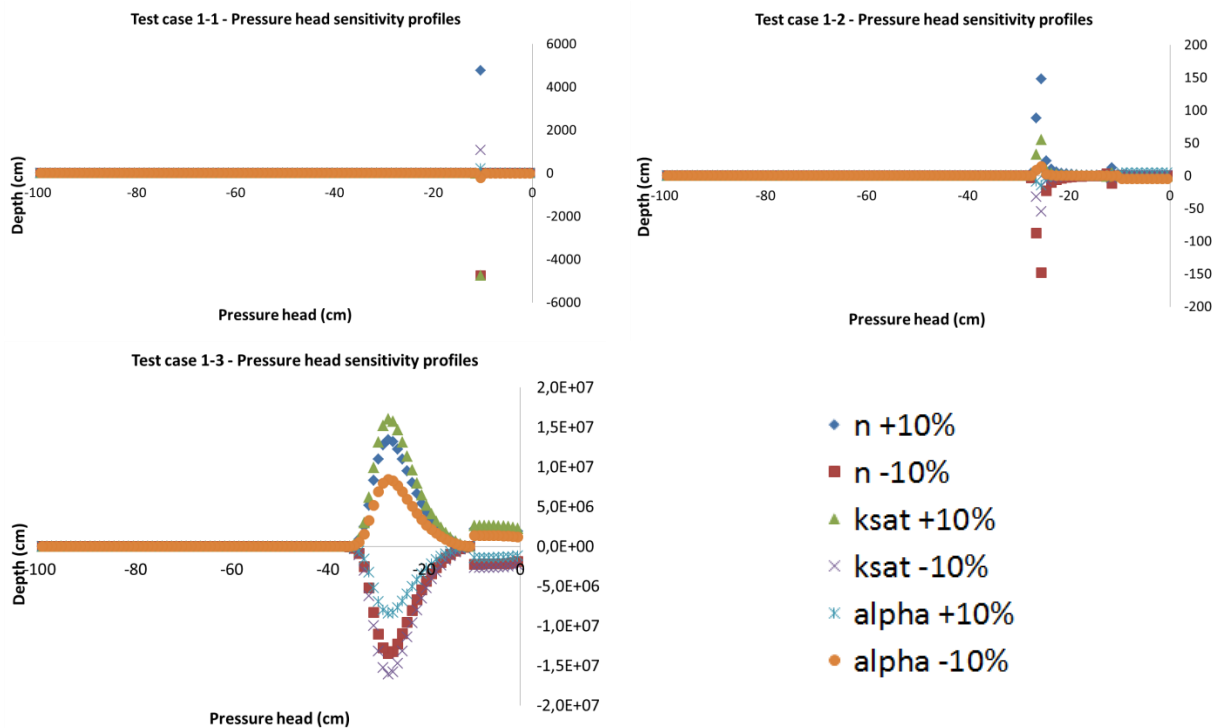 Test case 1-1 - Pressure head sensitivity profiles
6000
4000
2000
0
-2000
-4000
-6000
-100
-80
-60
-40
-20
0
Depth (cm)
Pressure head (cm)
Test case 1-2 - Pressure head sensitivity profiles
200
150
100
50
0
-50
-100
-150
-200
-100
-80
-60
-40
-20
0
Depth (cm)
Pressure head (cm)
Test case 1-3 - Pressure head sensitivity profiles
2,0E+07
1,5E+07
1,0E+07
5,0E+06
0,0E+00
-5,0E+06
-1,0E+07
-1,5E+07
-2,0E+07
-100
-80
-60
-40
-20
0
Depth (cm)
Pressure head (cm)
n +10%
n -10%
ksat +10%
ksat -10%
alpha +10%
alpha -10%